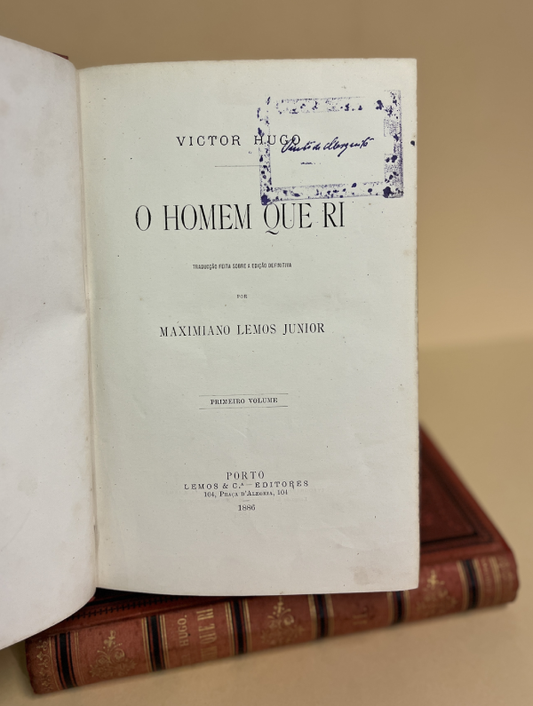 VICTOR HUGO
O HOMEM QUE RI
TRADUCÇÃO FEITA SOBRE A EDIÇÃO DEFINITIVA
POR
MAXIMIANO LEMOS JUNIOR
PRIMEIRO VOLUME
PORTO
LEMOS & C.ª — EDITORES
104, PRAÇA D'ALEGRIA, 104
1886
HUGO